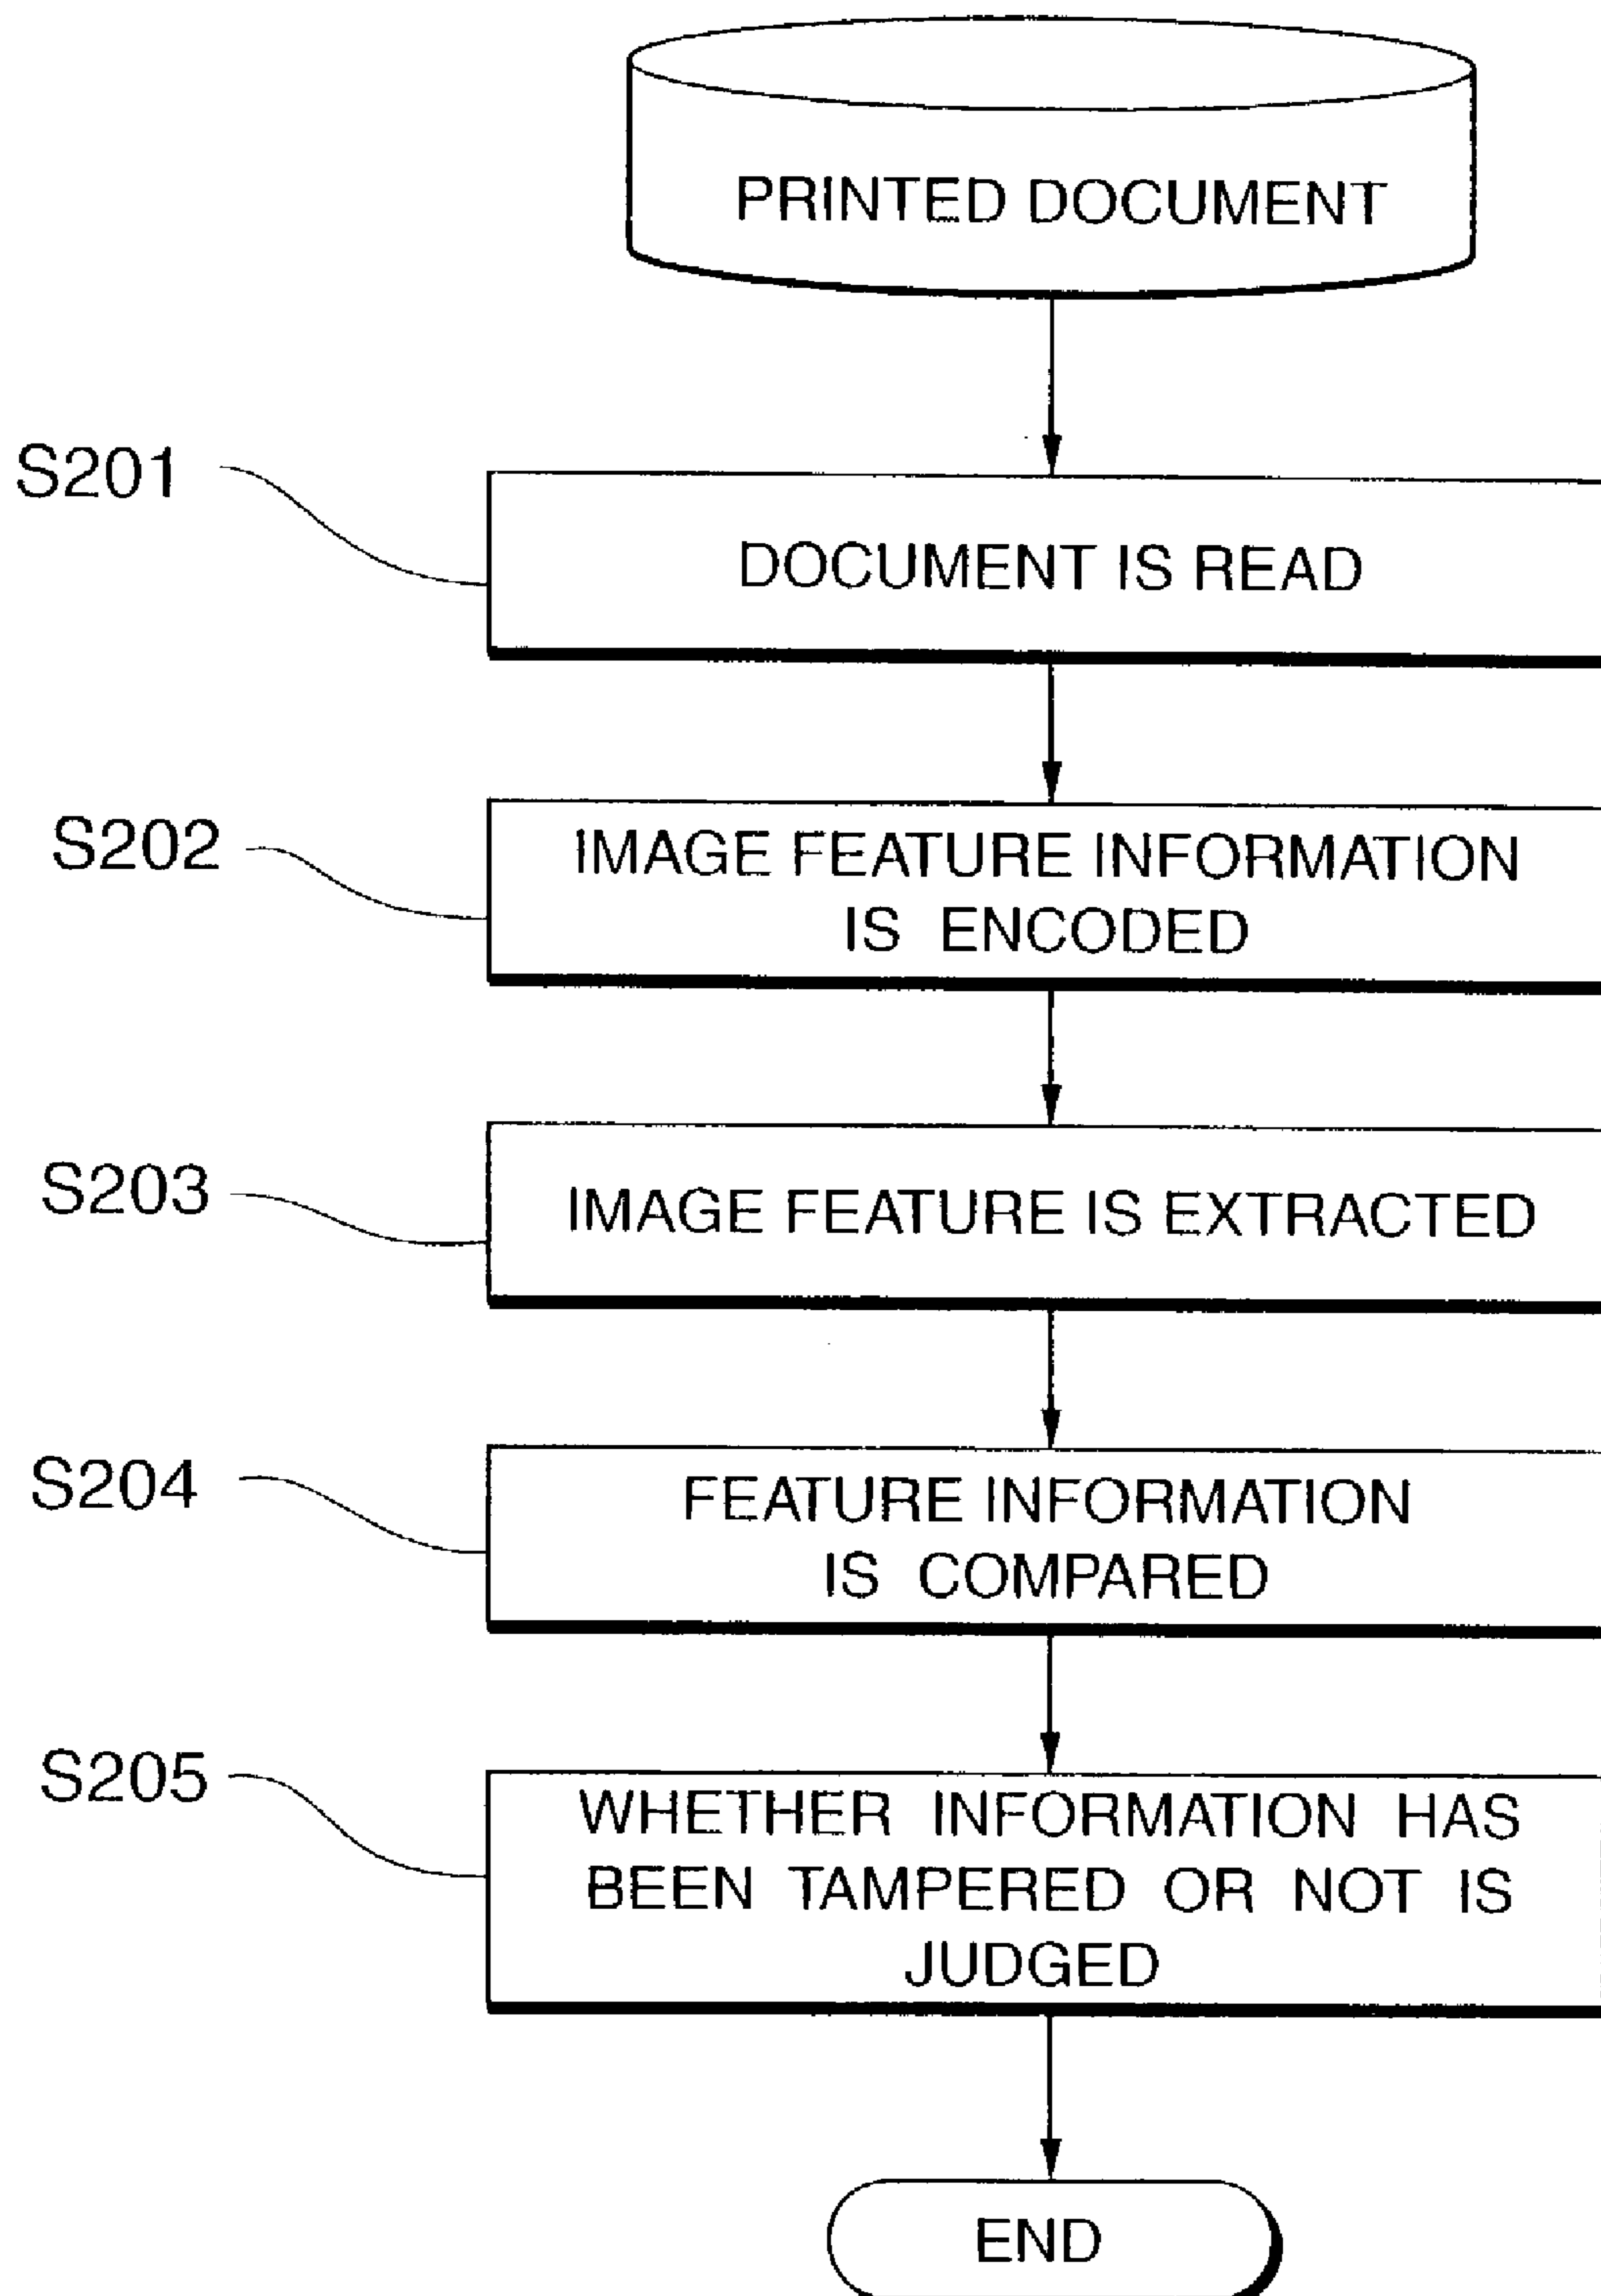 PRINTED DOCUMENT
S201
DOCUMENT IS READ
S202
IMAGE FEATURE INFORMATION
IS ENCODED
S203
IMAGE FEATURE IS EXTRACTED
S204
FEATURE INFORMATION
IS COMPARED
S205
WHETHER INFORMATION HAS
BEEN TAMPERED OR NOT IS
JUDGED
END